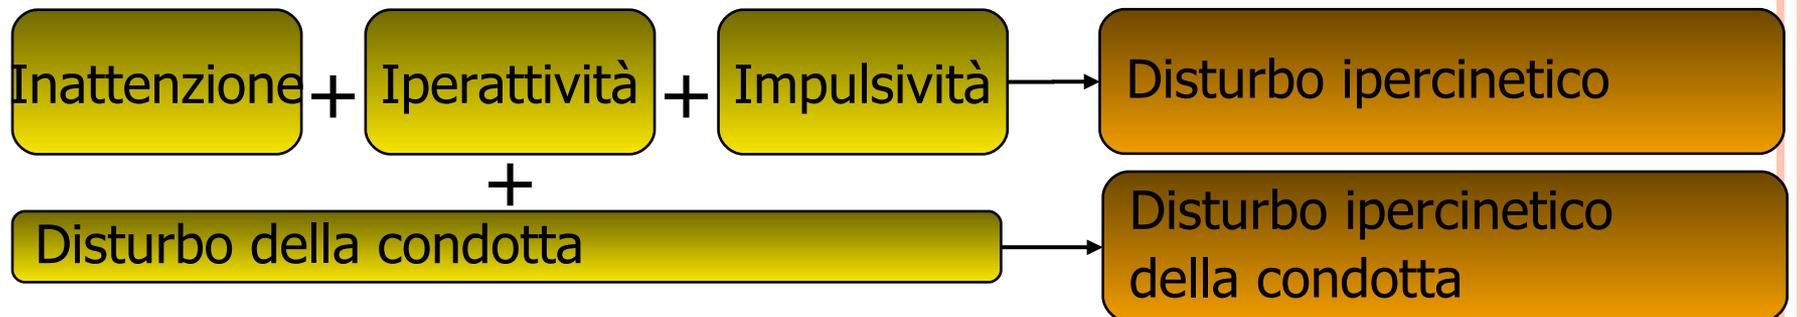 Inattenzione + Iperattività + Impulsività Disturbo ipercinetico
+
Disturbo della condotta
Disturbo ipercinetico
della condotta